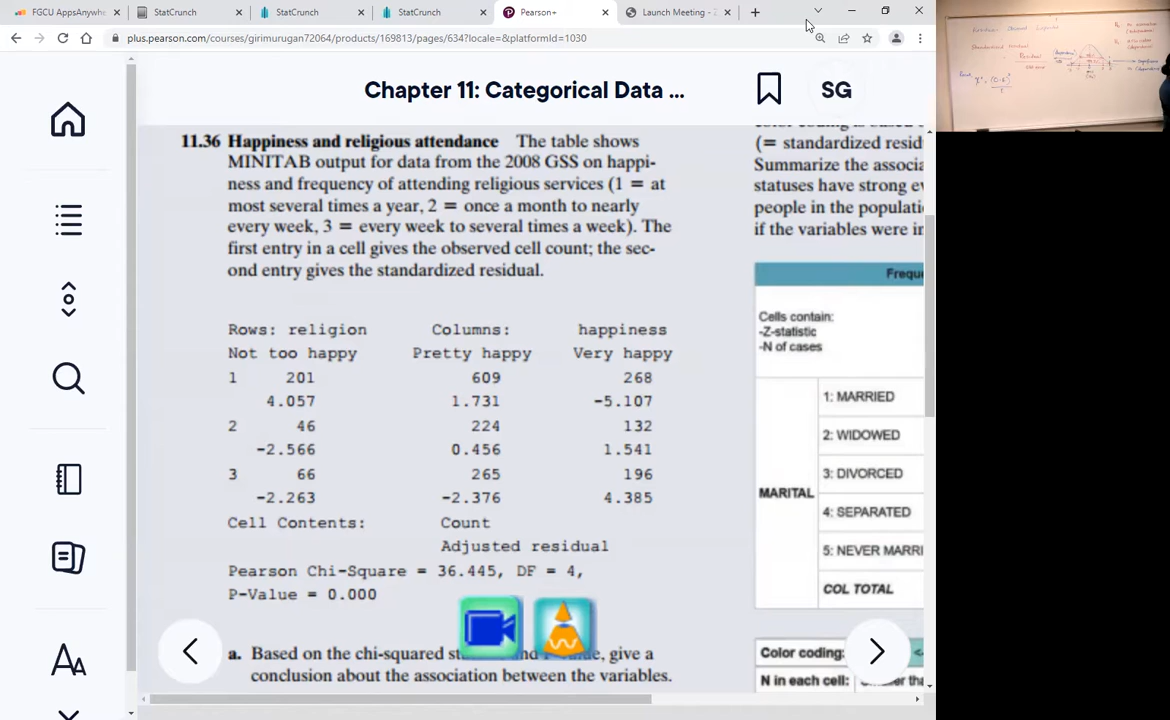 FGCU AppsAnywhe
StatCrunch
StatCrunch
StatCrunch
Pearson+
Launch Meeting - Z
plus.pearson.com/courses/girimurugan72064/products/169813/pages/634?locale=&platformId=1030
Chapter 11: Categorical Data ...
SG
11.36 Happiness and religious attendance The table shows
MINITAB output for data from the 2008 GSS on happi-
ness and frequency of attending religious services (1 = at
most several times a year, 2 = once a month to nearly
every week, 3 = every week to several times a week). The
first entry in a cell gives the observed cell count; the sec-
ond entry gives the standardized residual.
Rows: religion Columns: happiness
Not too happy Pretty happy Very happy
1 201 609 268
4.057 1.731 -5.107
2 46 224 132
-2.566 0.456 1.541
3 66 265 196
-2.263 -2.376 4.385
Cell Contents: Count
Adjusted residual
Pearson Chi-Square = 36.445, DF = 4,
P-Value = 0.000
a. Based on the chi-squared value, give a
conclusion about the association between the variables.
(= standardized resid
Summarize the associa
statuses have strong ev
people in the populati
if the variables were in
Frequ
Cells contain:
-Z-statistic
-N of cases
MARITAL
1: MARRIED
2: WIDOWED
3: DIVORCED
4: SEPARATED
5: NEVER MARRI
COL TOTAL
Color coding: <
N in each cell:
AA